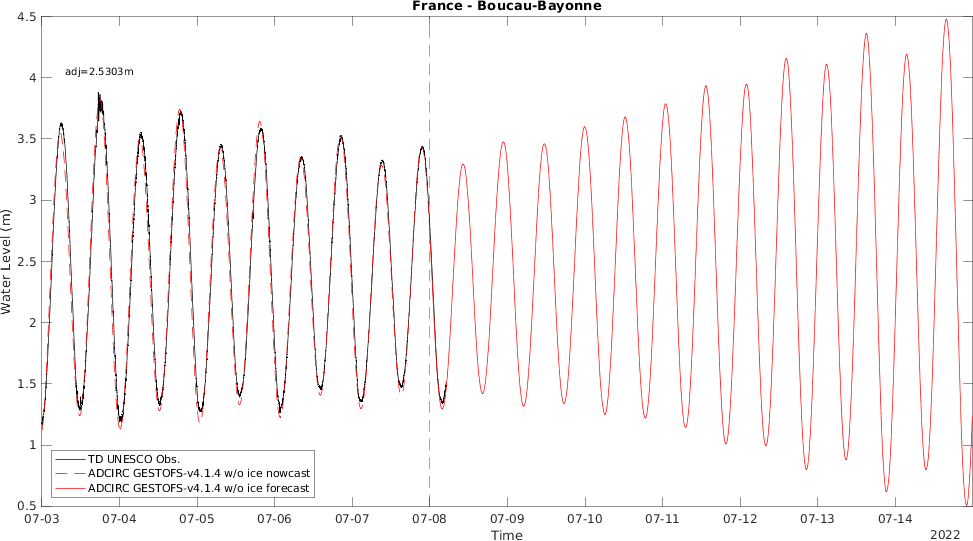 France - Boucau-Bayonne
4.5
4
3.5
3
2.5
2
1.5
1
0.5
Water Level (m)
adj=2.5303m
TD UNESCO Obs.
ADCIRC GESTOFS-v4.1.4 w/o ice nowcast
ADCIRC GESTOFS-v4.1.4 w/o ice forecast
07-03 07-04 07-05 07-06 07-07 07-08 07-09 07-10 07-11 07-12 07-13 07-14
Time
2022